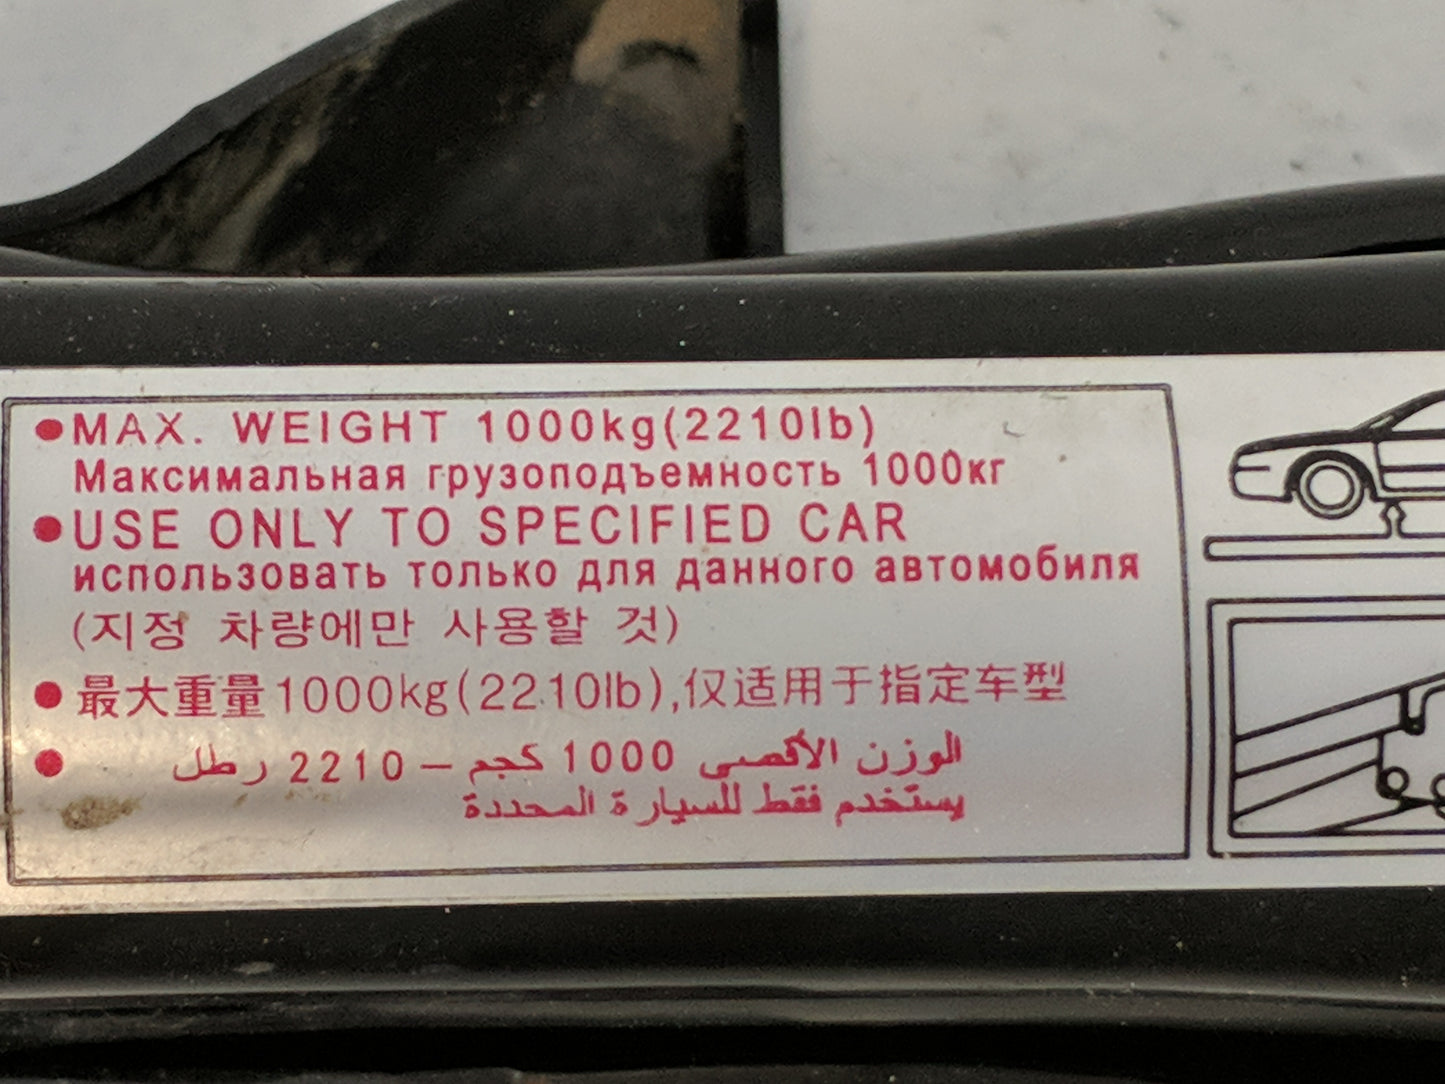 ●MAX. WEIGHT 1000kg(2210lb)
Максимальная грузоподъемность 1000кг
●USE ONLY TO SPECIFIED CAR
использовать только для данного автомобиля
(지정 차량에만 사용할 것)
●最大重量1000kg(2210lb),仅适用于指定车型
● الوزن الأقصى 1000 كجم – 2210 رطل
يستخدم فقط للسيارة المحددة